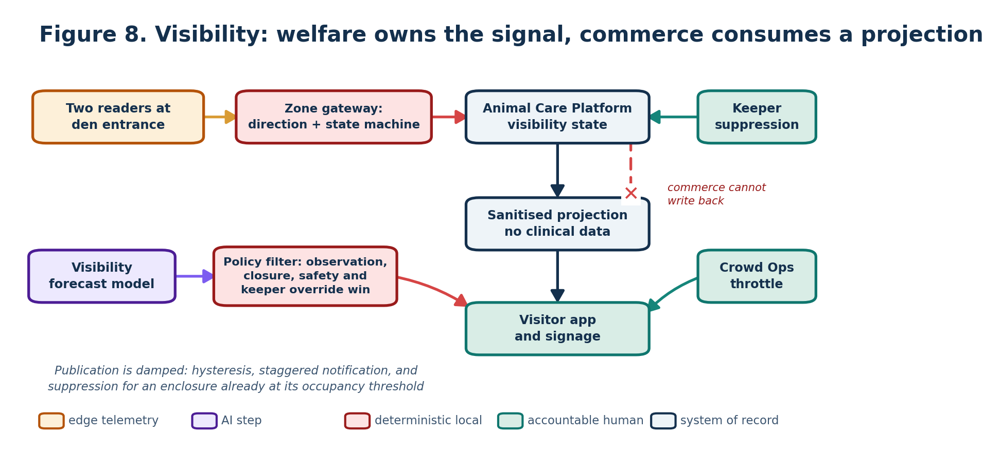 Figure 8. Visibility: welfare owns the signal, commerce consumes a projection
Two readers at
den entrance
Zone gateway:
direction + state machine
Animal Care Platform
visibility state
Keeper
suppression
commerce cannot
write back
Sanitised projection
no clinical data
Visibility
forecast model
Policy filter: observation,
closure, safety and
keeper override win
Crowd Ops
throttle
Visitor app
and signage
Publication is damped: hysteresis, staggered notification, and
suppression for an enclosure already at its occupancy threshold
edge telemetry
AI step
deterministic local
accountable human
system of record